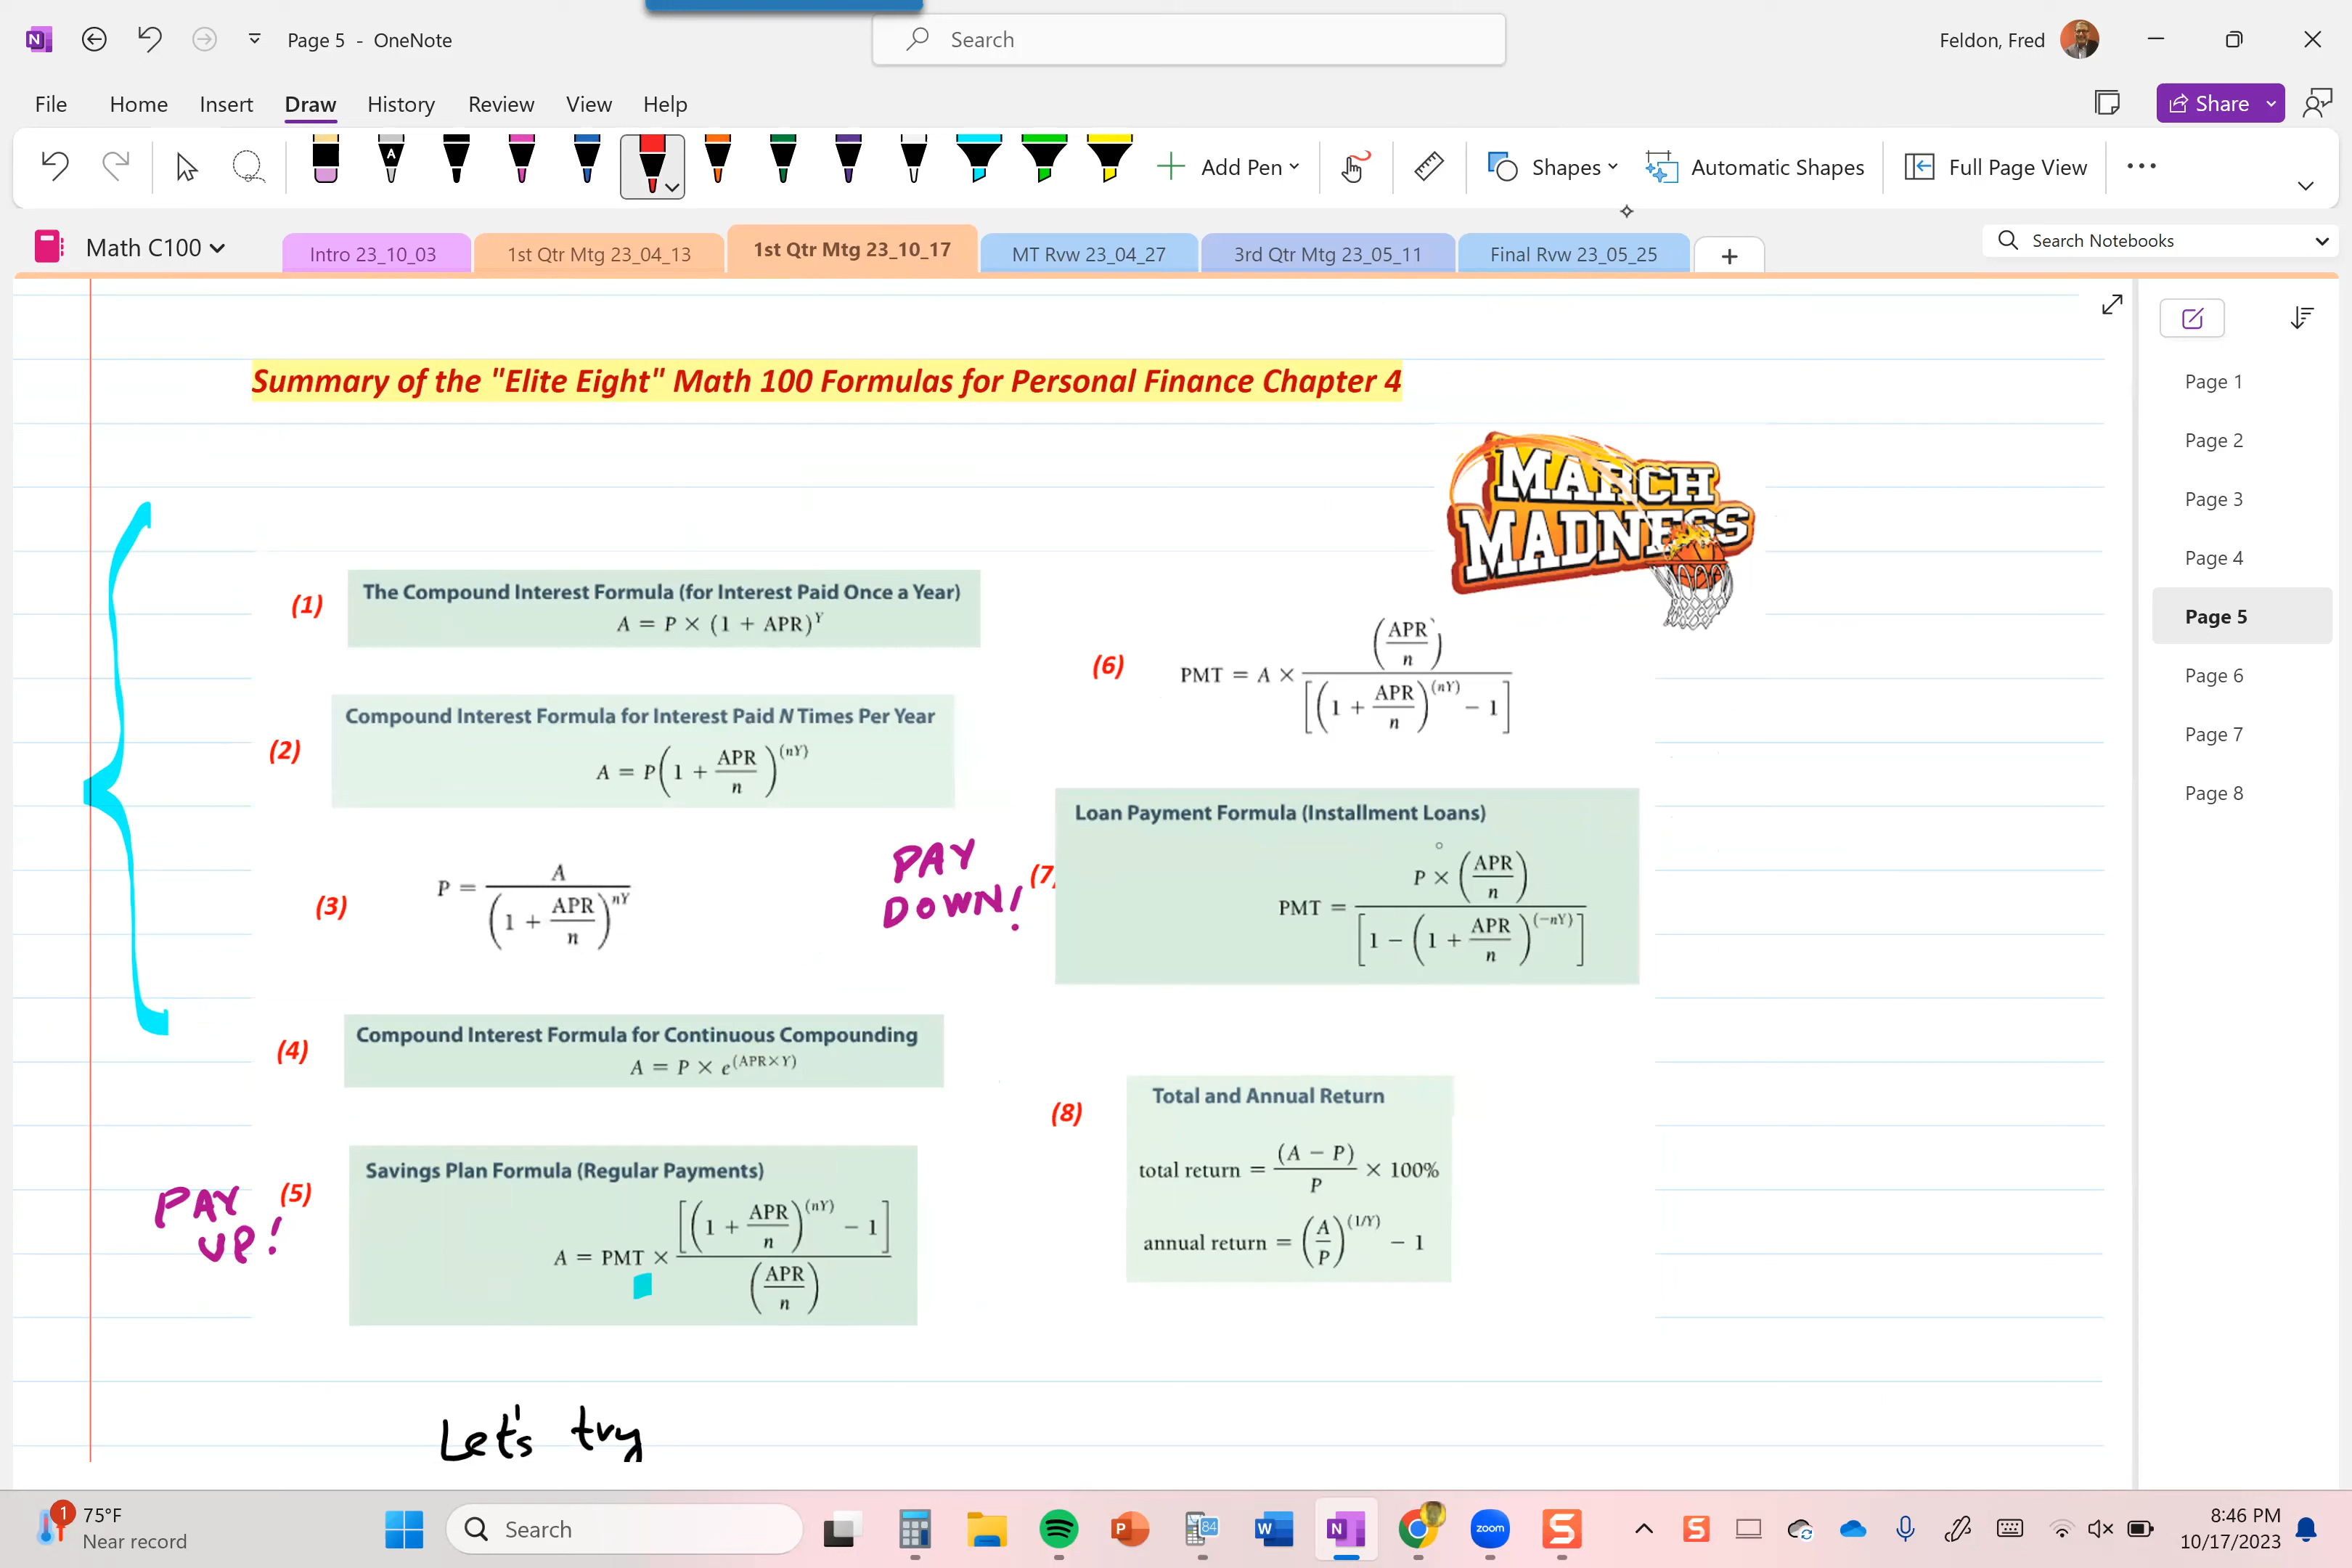 Page 5 - OneNote
Search
Feldon, Fred
File Home Insert Draw History Review View Help
Share
A
Add Pen
Shapes
Automatic Shapes
Full Page View
Math C100
Intro 23_10_03
1st Qtr Mtg 23_04_13
1st Qtr Mtg 23_10_17
MT Rvw 23_04_27
3rd Qtr Mtg 23_05_11
Final Rvw 23_05_25
Search Notebooks
Summary of the "Elite Eight" Math 100 Formulas for Personal Finance Chapter 4
MARCH
MADNESS
(1)
The Compound Interest Formula (for Interest Paid Once a Year)
A = P × (1 + APR)^Y
(2)
Compound Interest Formula for Interest Paid N Times Per Year
A = P(1 + APR/n)^(nY)
(3)
P = A/(1 + APR/n)^nY
(4)
Compound Interest Formula for Continuous Compounding
A = P × e^(APR×Y)
PAY
UP!
(5)
Savings Plan Formula (Regular Payments)
A = PMT × [(1 + APR/n)^(nY) − 1]/(APR/n)
(6)
PMT = A × (APR/n)/[(1 + APR/n)^(nY) − 1]
PAY
DOWN!
(7
Loan Payment Formula (Installment Loans)
PMT = P × (APR/n)/[1 − (1 + APR/n)^(−nY)]
(8)
Total and Annual Return
total return = (A − P)/P × 100%
annual return = (A/P)^(1/Y) − 1
Let's try
Page 1
Page 2
Page 3
Page 4
Page 5
Page 6
Page 7
Page 8
1
75°F
Near record
Search
P
84
W
N
zoom
S
S
8:46 PM
10/17/2023